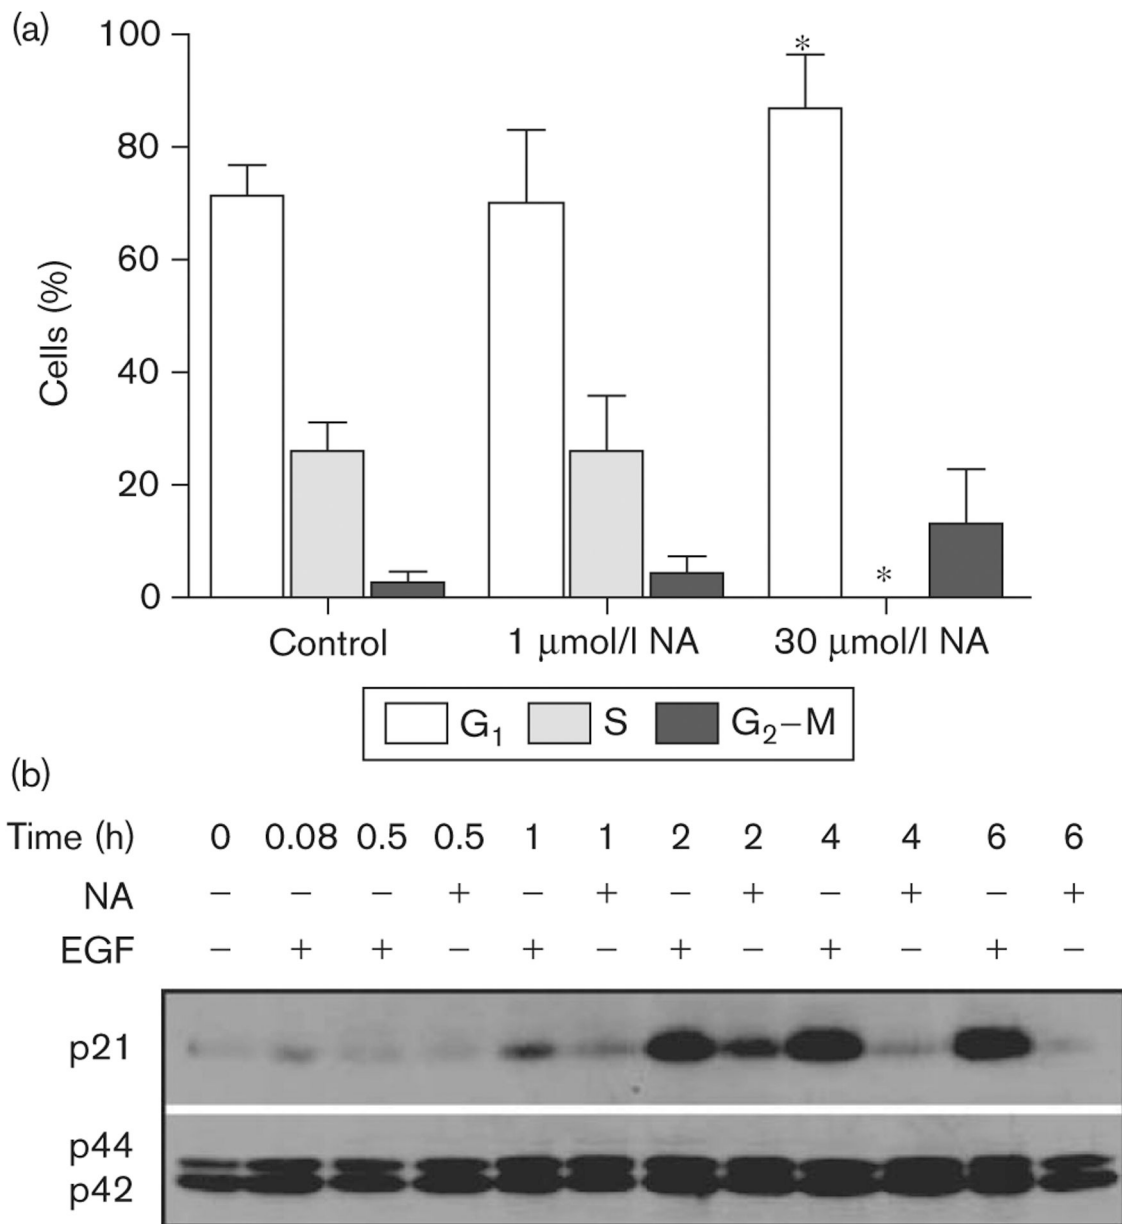 (a)
100
80
60
40
20
0
Cells (%)
*
*
Control 1 μmol/l NA 30 μmol/l NA
G₁ S G₂–M
(b)
Time (h) 0 0.08 0.5 0.5 1 1 2 2 4 4 6 6
NA – – – + – + – + – + – +
EGF – + + – + – + – + – + –
p21
p44
p42